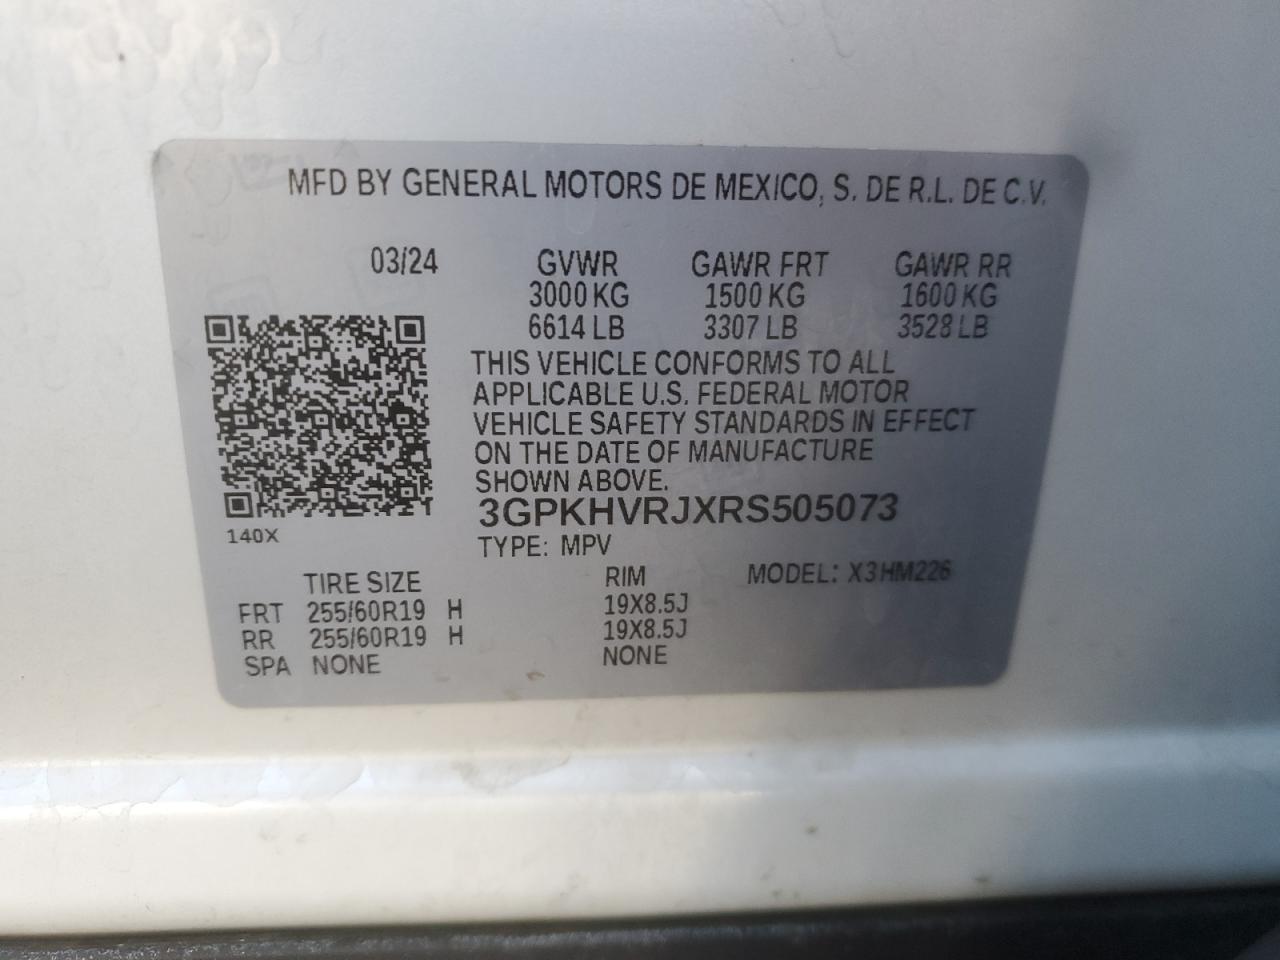 MFD BY GENERAL MOTORS DE MEXICO, S. DE R.L. DE C.V.
03/24 GVWR GAWR FRT GAWR RR
3000 KG 1500 KG 1600 KG
6614 LB 3307 LB 3528 LB
THIS VEHICLE CONFORMS TO ALL
APPLICABLE U.S. FEDERAL MOTOR
VEHICLE SAFETY STANDARDS IN EFFECT
ON THE DATE OF MANUFACTURE
SHOWN ABOVE.
3GPKHVRJXRS505073
140X
TYPE: MPV
TIRE SIZE RIM MODEL: X3HM226
FRT 255/60R19 H 19X8.5J
RR 255/60R19 H 19X8.5J
SPA NONE NONE